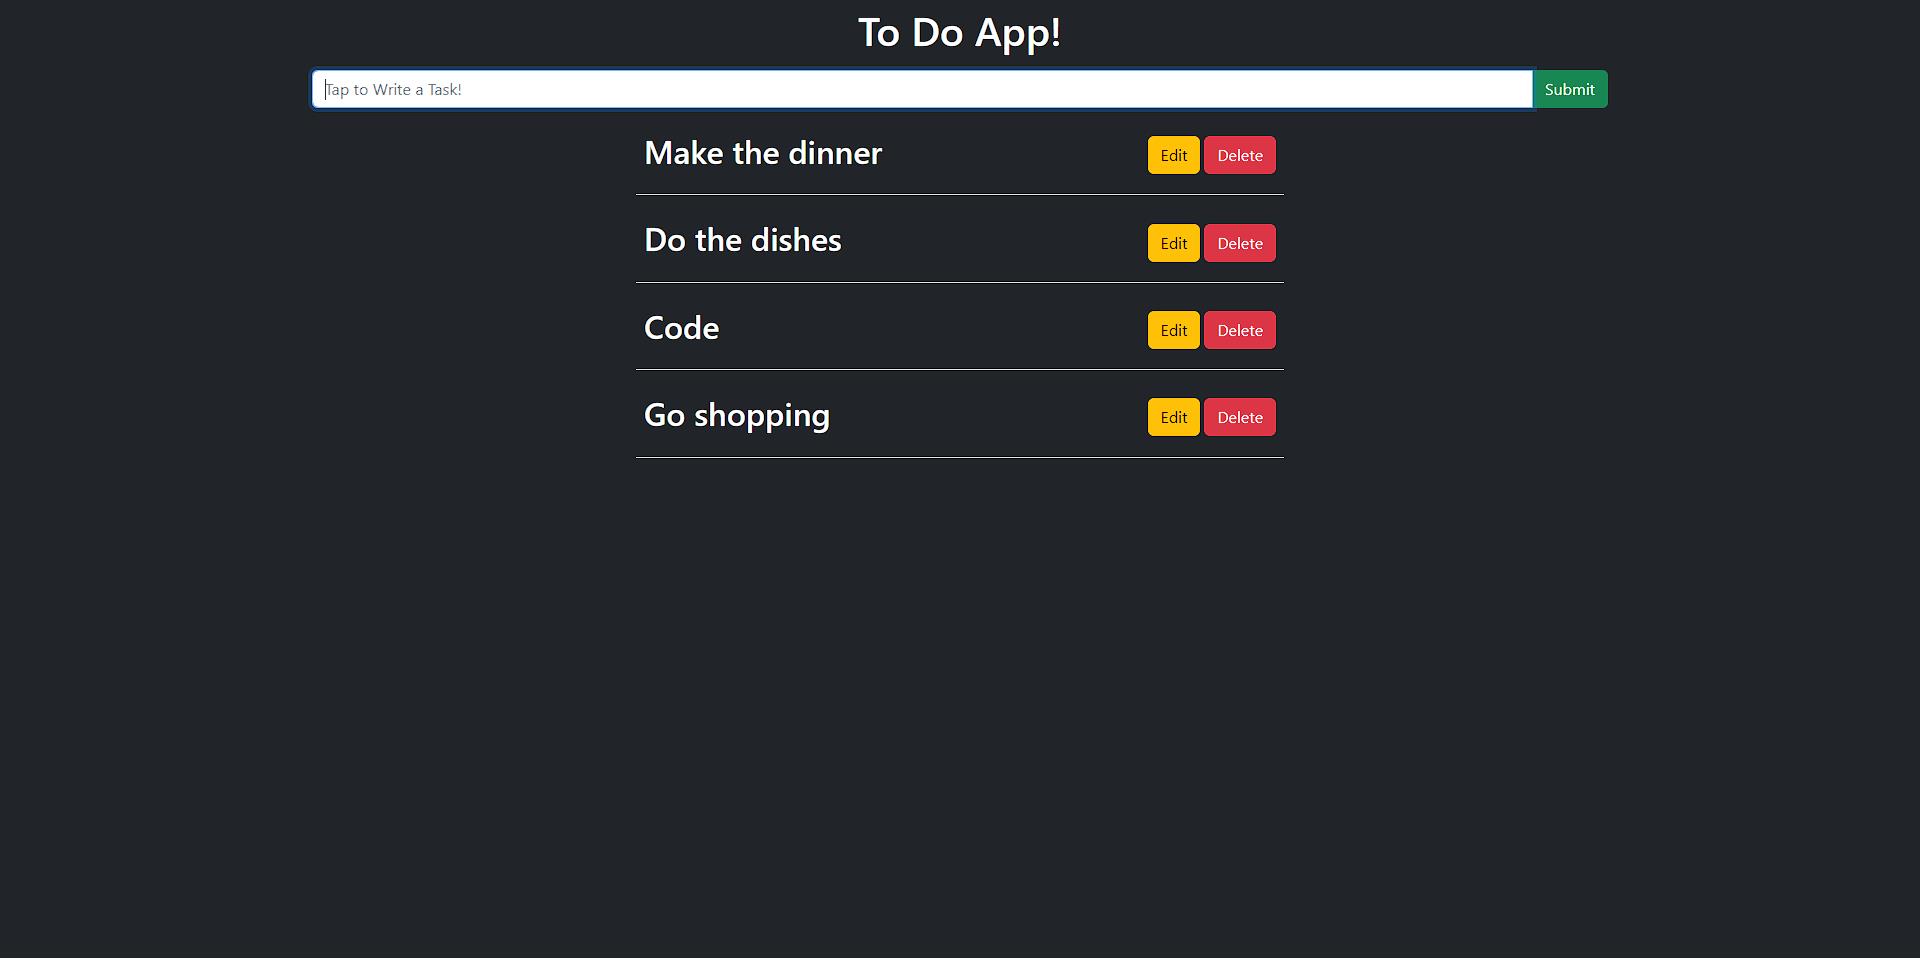 To Do App!
Tap to Write a Task! Submit
Make the dinner Edit Delete
Do the dishes Edit Delete
Code Edit Delete
Go shopping Edit Delete